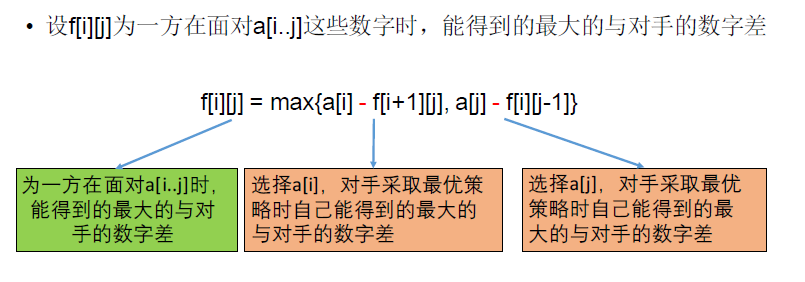 • 设f[i][j]为一方在面对a[i..j]这些数字时，能得到的最大的与对手的数字差
f[i][j] = max{a[i] - f[i+1][j], a[j] - f[i][j-1]}
为一方在面对a[i..j]时,
能得到的最大的与对
手的数字差
选择a[i]，对手采取最优策
略时自己能得到的最大的
与对手的数字差
选择a[j]，对手采取最优
策略时自己能得到的最
大的与对手的数字差